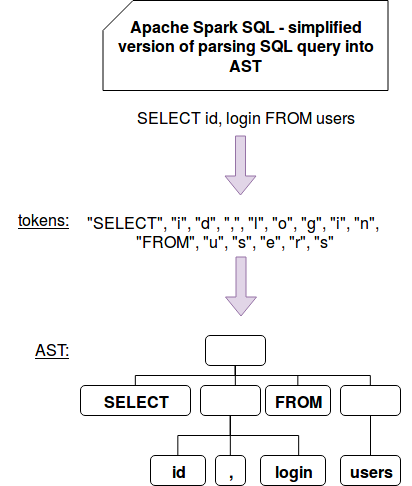 Apache Spark SQL - simplified
version of parsing SQL query into
AST
SELECT id, login FROM users
tokens:
"SELECT", "i", "d", ",", "l", "o", "g", "i", "n",
"FROM", "u", "s", "e", "r", "s"
AST:
SELECT
FROM
id
,
login
users